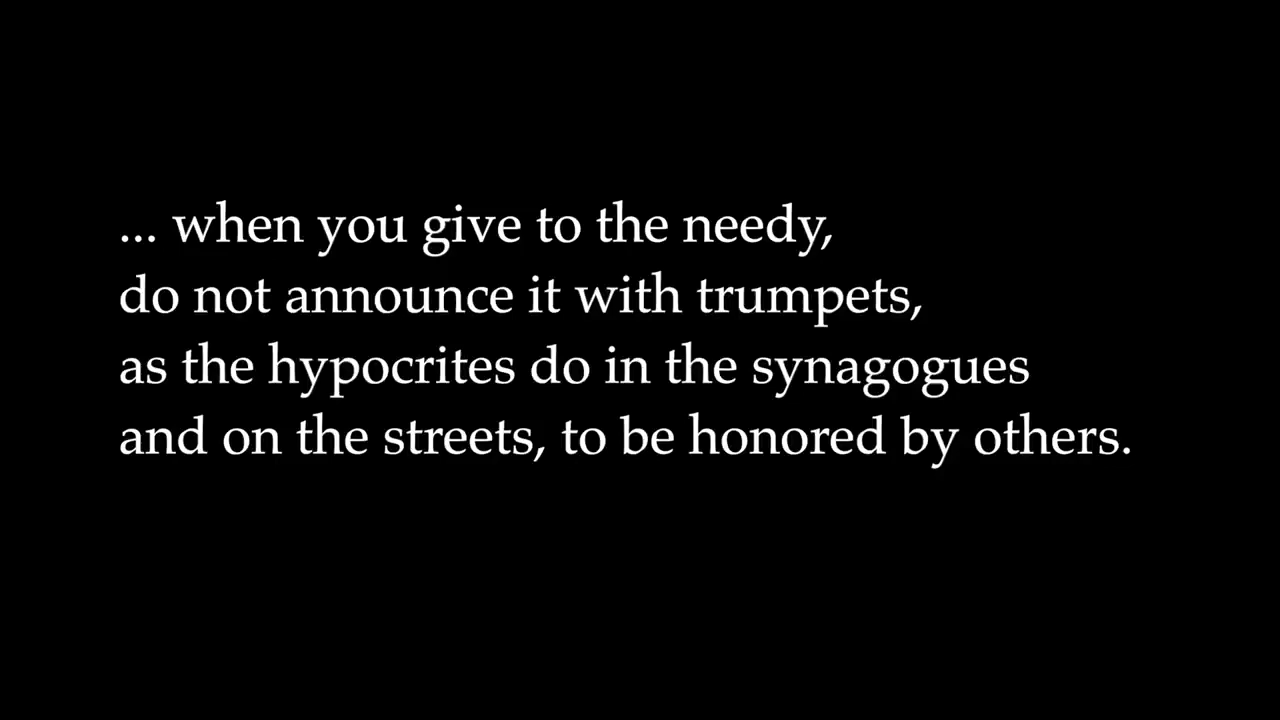 ... when you give to the needy,
do not announce it with trumpets,
as the hypocrites do in the synagogues
and on the streets, to be honored by others.